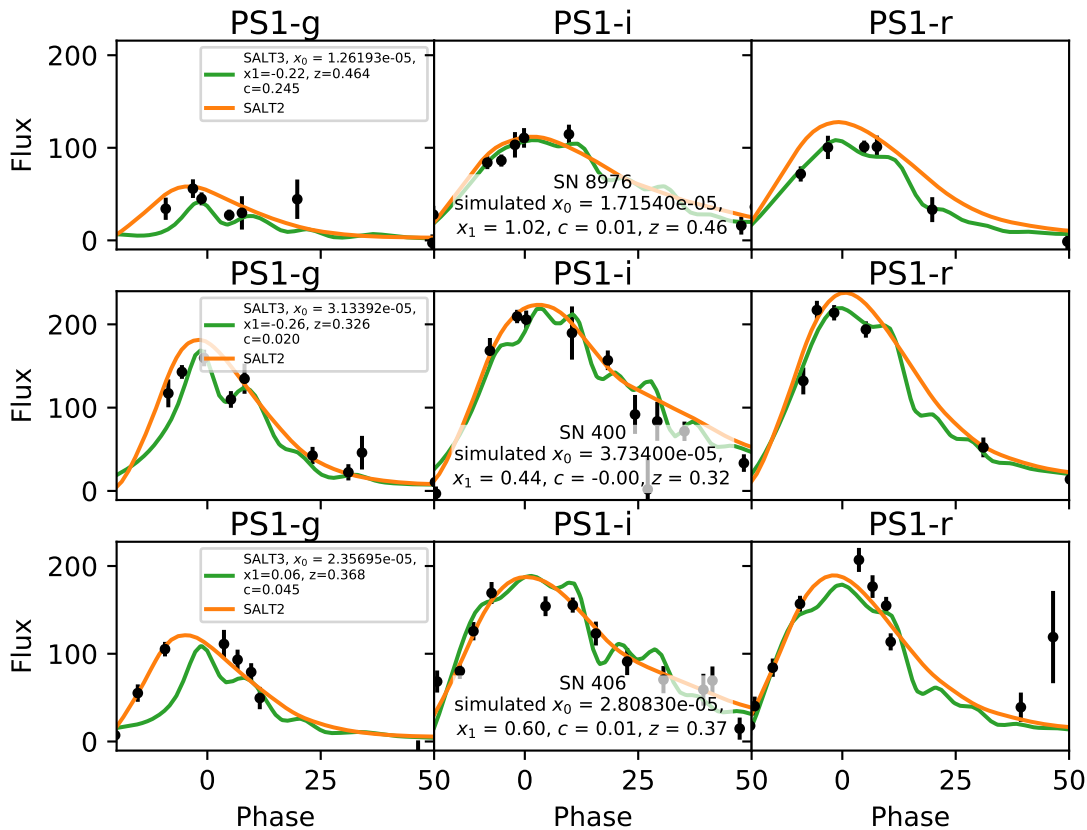 PS1-g PS1-i PS1-r
200
100
0
Flux
SALT3, x₀ = 1.26193e-05,
x1=-0.22, z=0.464
c=0.245
SALT2
SN 8976
simulated x₀ = 1.71540e-05,
x₁ = 1.02, c = 0.01, z = 0.46
PS1-g PS1-i PS1-r
200
100
0
Flux
SALT3, x₀ = 3.13392e-05,
x1=-0.26, z=0.326
c=0.020
SALT2
SN 400
simulated x₀ = 3.73400e-05,
x₁ = 0.44, c = -0.00, z = 0.32
PS1-g PS1-i PS1-r
200
100
0
Flux
SALT3, x₀ = 2.35695e-05,
x1=0.06, z=0.368
c=0.045
SALT2
SN 406
simulated x₀ = 2.80830e-05,
x₁ = 0.60, c = 0.01, z = 0.37
0 25 50 0 25 50 0 25 50
Phase Phase Phase